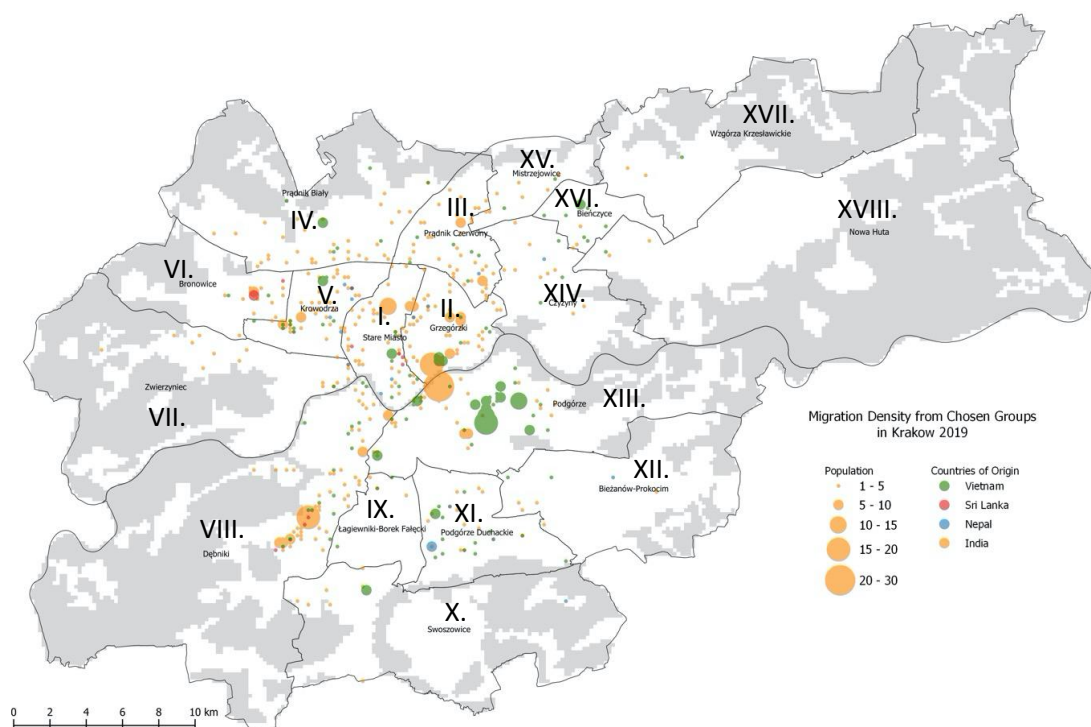 XVII.
Wzgórza Krzesławickie
XV.
Mistrzejowice
Prądnik Biały
IV.
III.
Prądnik Czerwony
XVI.
Bieńczyce
XVIII.
Nowa Huta
VI.
Bronowice
V.
Krowodrza
XIV.
Czyżyny
I.
Stare Miasto
II.
Grzegórzki
Zwierzyniec
VII.
XIII.
Podgórze
Migration Density from Chosen Groups
in Krakow 2019
XII.
Bieżanów-Prokocim
Population
1 - 5
5 - 10
10 - 15
15 - 20
20 - 30
Countries of Origin
Vietnam
Sri Lanka
Nepal
India
VIII.
Dębniki
IX.
Łagiewniki-Borek Fałęcki
XI.
Podgórze Duchackie
X.
Swoszowice
0 2 4 6 8 10 km